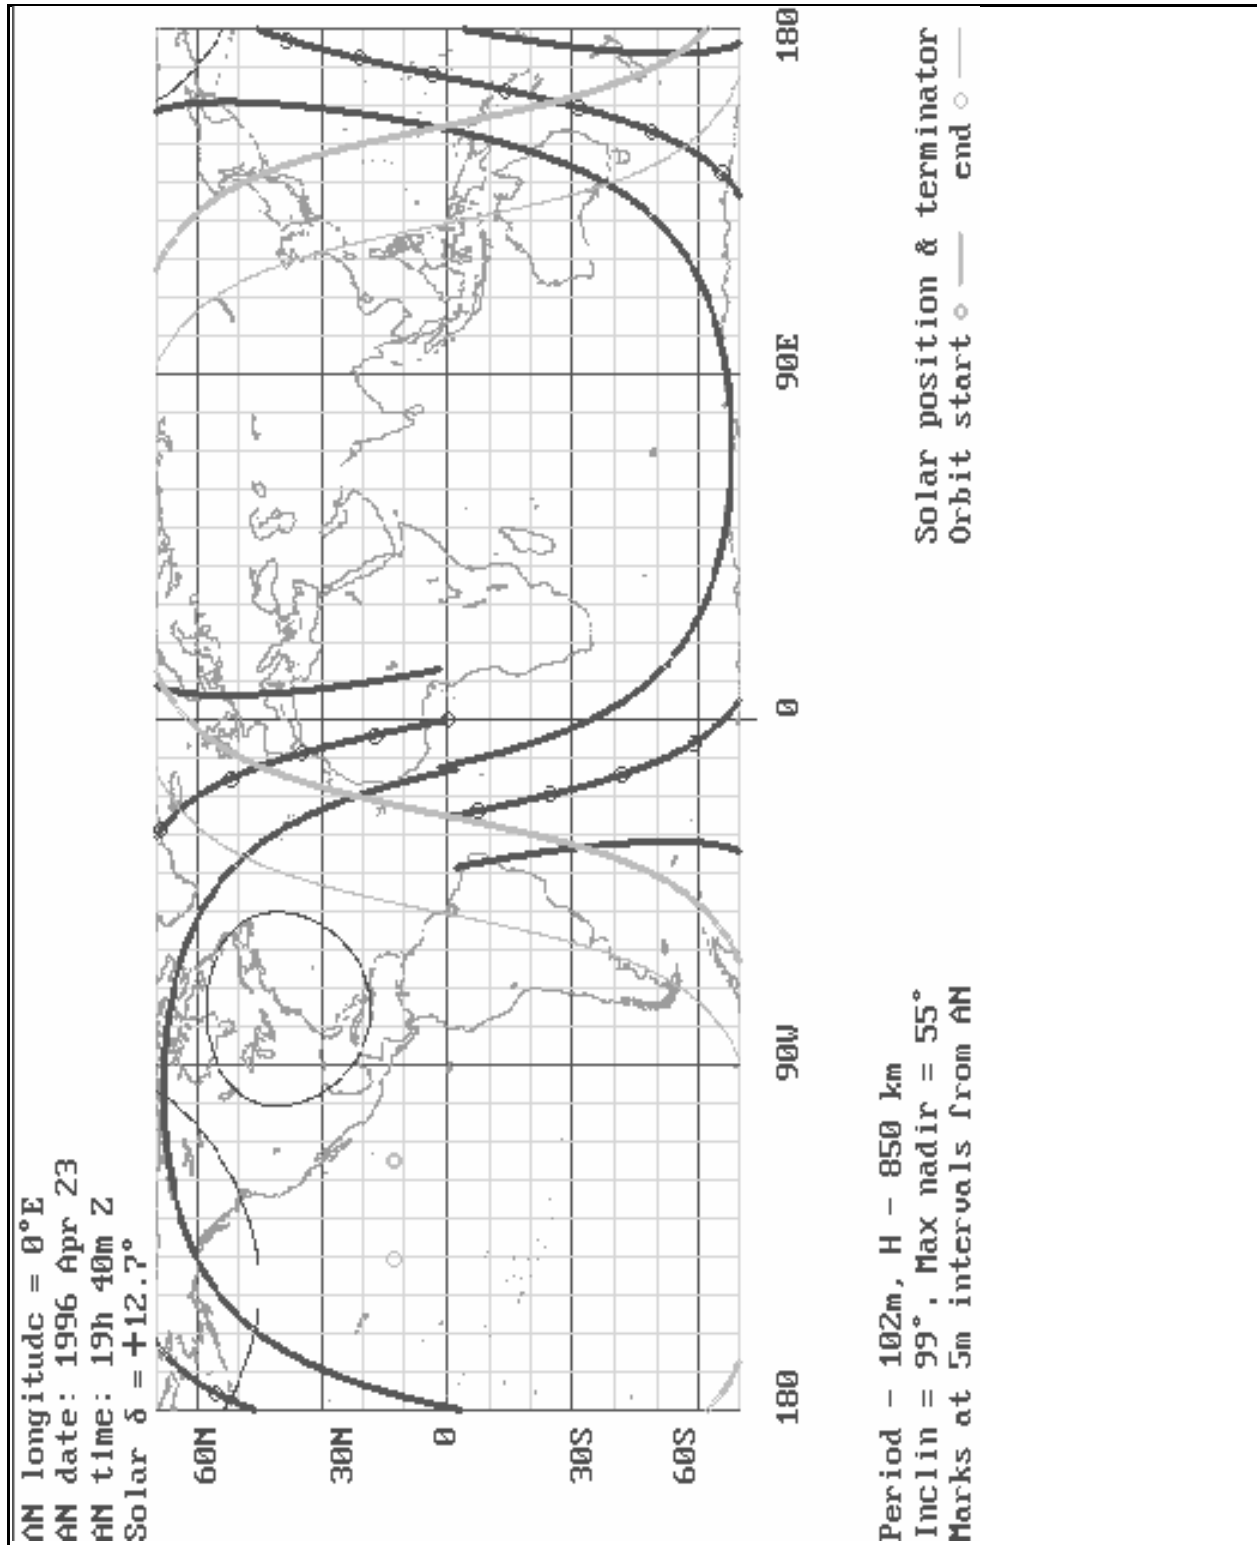 AN longitude = 0°E
AN date: 1996 Apr 23
AN time: 19h 40m Z
Solar δ = +12.7°
60N
30N
0
30S
60S
180
90W
0
90E
180
Period - 102m, H - 850 km
Inclin = 99°, Max nadir = 55°
Marks at 5m intervals from AN
Solar position & terminator
Orbit start
end